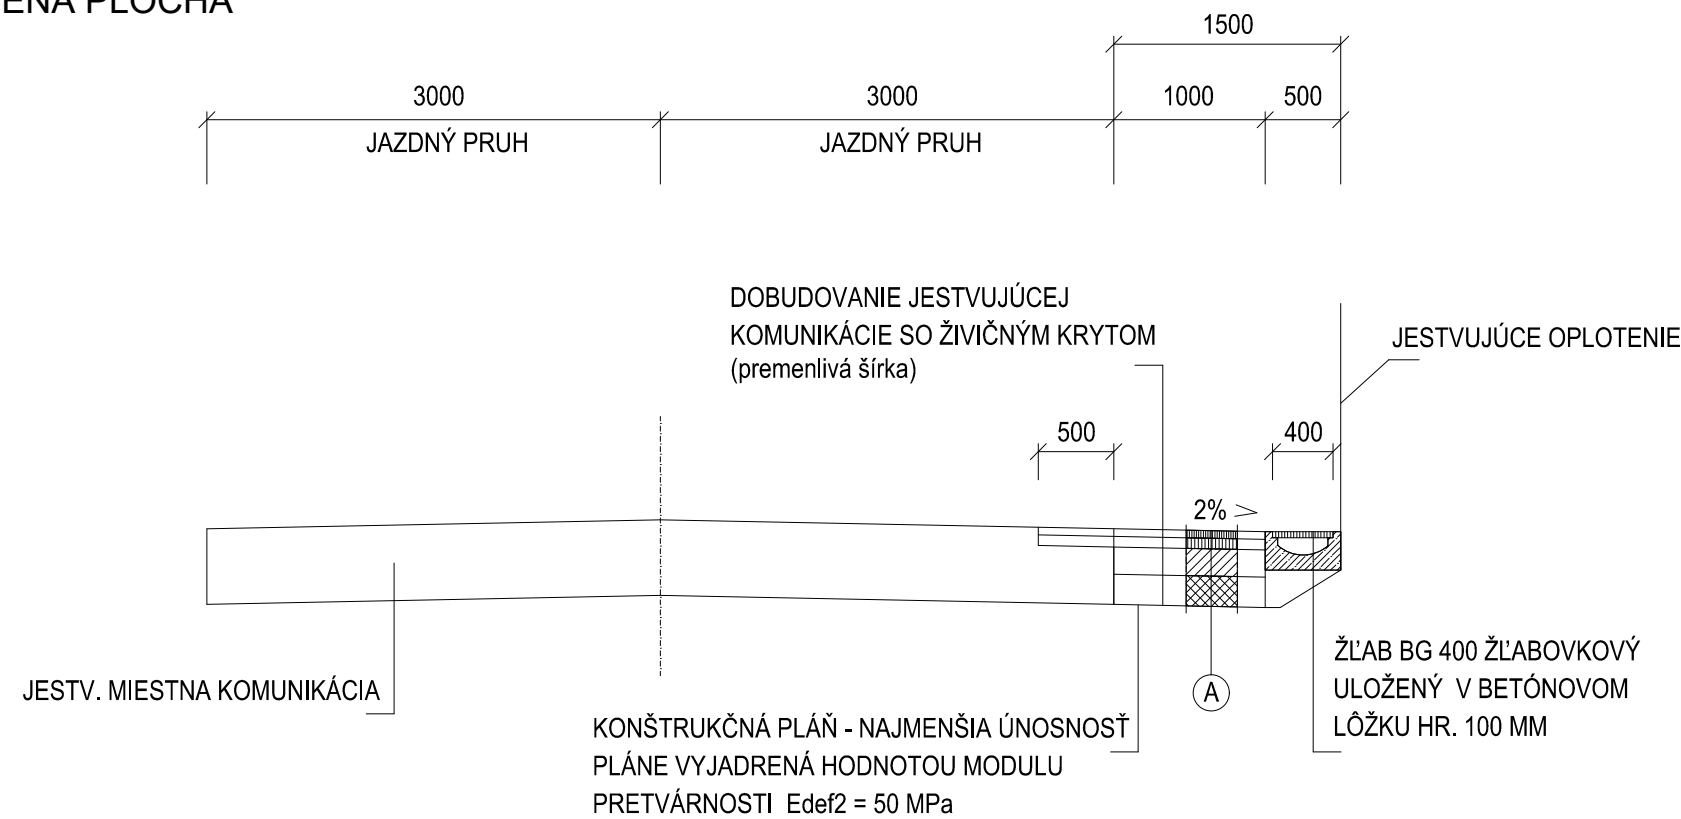 PLOCHA
1500
3000
3000
1000
500
JAZDNÝ PRUH
JAZDNÝ PRUH
DOBUDOVANIE JESTVUJÚCEJ
KOMUNIKÁCIE SO ŽIVIČNÝM KRYTOM
(premenlivá šírka)
JESTVUJÚCE OPLOTENIE
500
400
2%
JESTV. MIESTNA KOMUNIKÁCIA
A
ŽĽAB BG 400 ŽĽABOVKOVÝ
ULOŽENÝ V BETÓNOVOM
LÔŽKU HR. 100 MM
KONŠTRUKČNÁ PLÁŇ - NAJMENŠIA ÚNOSNOSŤ
PLÁNE VYJADRENÁ HODNOTOU MODULU
PRETVÁRNOSTI Edef2 = 50 MPa